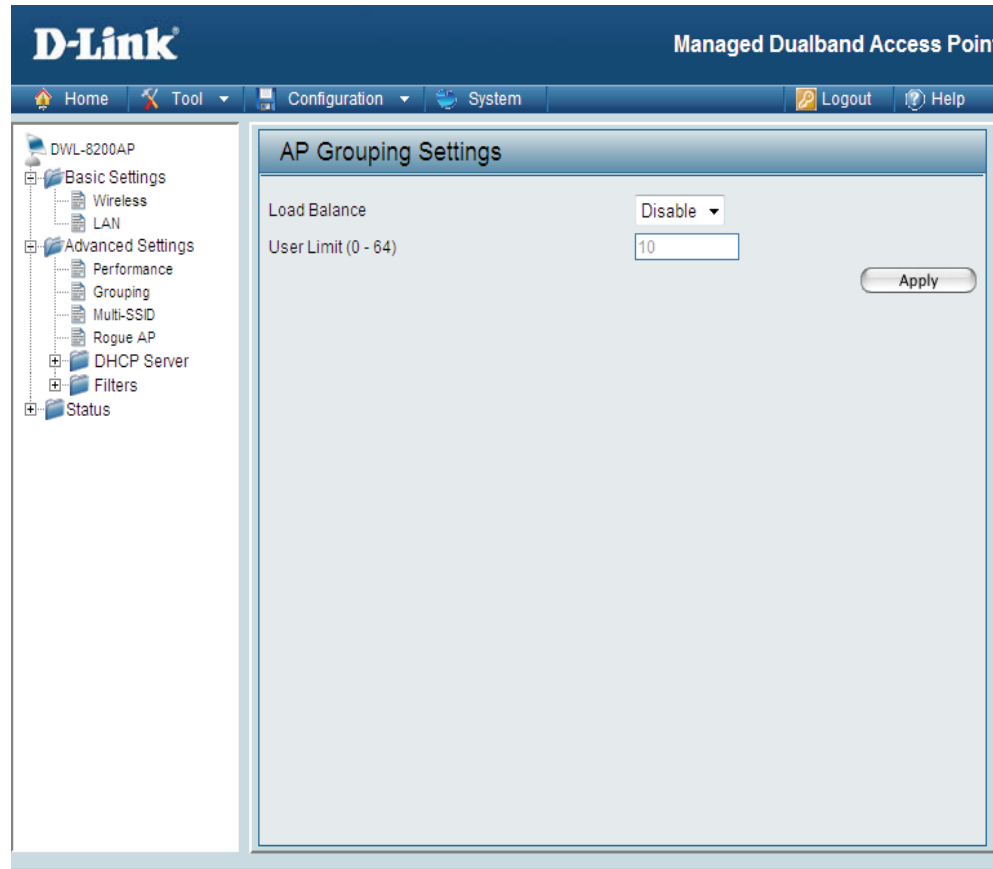 D-Link
Managed Dualband Access Poin
Home Tool Configuration System Logout Help
DWL-8200AP
Basic Settings
Wireless
LAN
Advanced Settings
Performance
Grouping
Multi-SSID
Rogue AP
DHCP Server
Filters
Status
AP Grouping Settings
Load Balance Disable
User Limit (0 - 64) 10
Apply